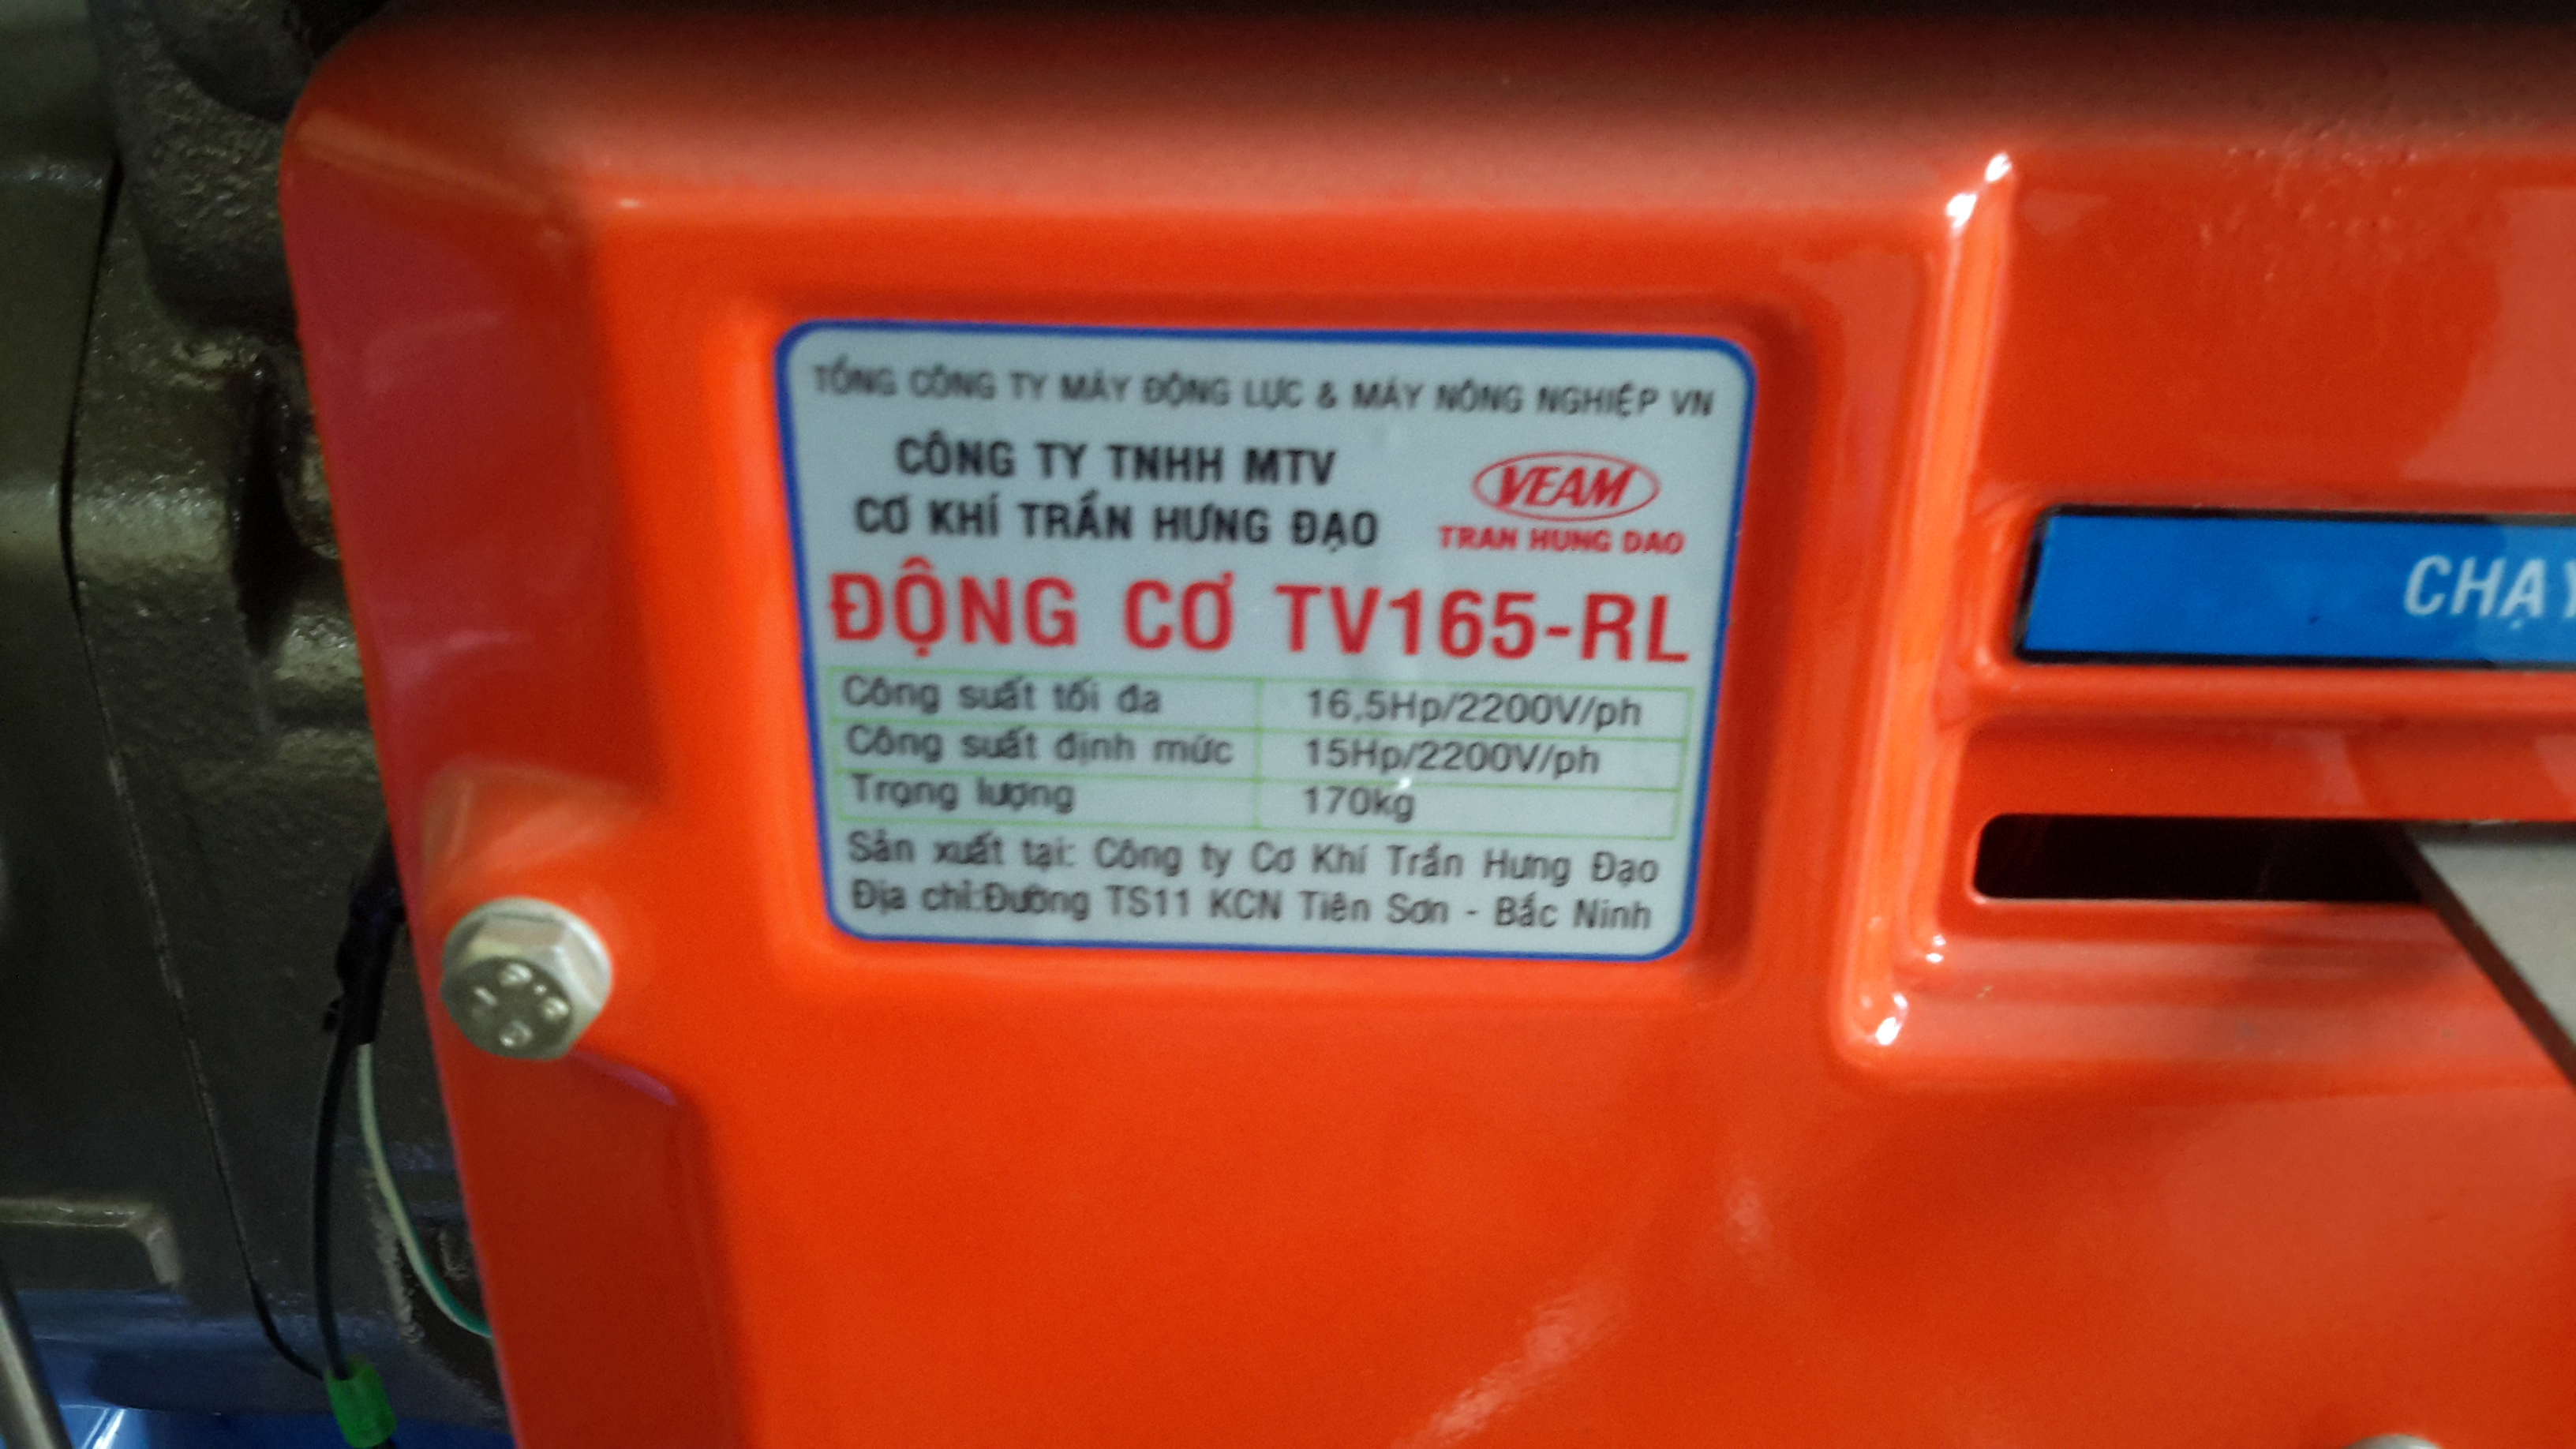 TỔNG CÔNG TY MÁY ĐỘNG LỰC & MÁY NÔNG NGHIỆP VN
CÔNG TY TNHH MTV
CƠ KHÍ TRẦN HƯNG ĐẠO
VEAM
TRAN HUNG DAO
ĐỘNG CƠ TV165-RL
Công suất tối đa 16,5Hp/2200V/ph
Công suất định mức 15Hp/2200V/ph
Trọng lượng 170kg
Sản xuất tại: Công ty Cơ Khí Trần Hưng Đạo
Địa chỉ:Đường TS11 KCN Tiên Sơn - Bắc Ninh
CHẠY